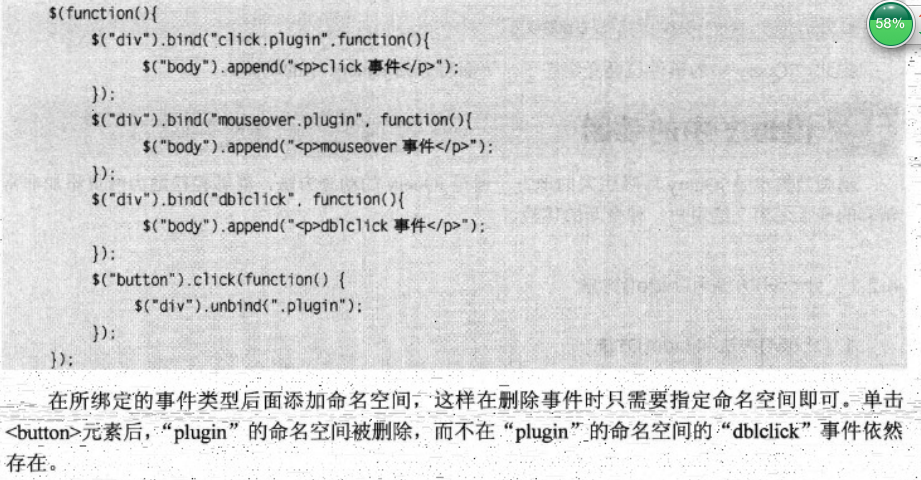 $(function(){
$("div").bind("click.plugin",function(){
$("body").append("<p>click 事件</p>");
});
$("div").bind("mouseover.plugin", function(){
$("body").append("<p>mouseover 事件</p>");
});
$("div").bind("dblclick", function(){
$("body").append("<p>dblclick 事件</p>");
});
$("button").click(function() {
$("div").unbind(".plugin");
});
});
58%
在所绑定的事件类型后面添加命名空间，这样在删除事件时只需要指定命名空间即可。单击
<button>元素后，“plugin”的命名空间被删除，而不在“plugin”的命名空间的“dblclick”事件依然
存在。